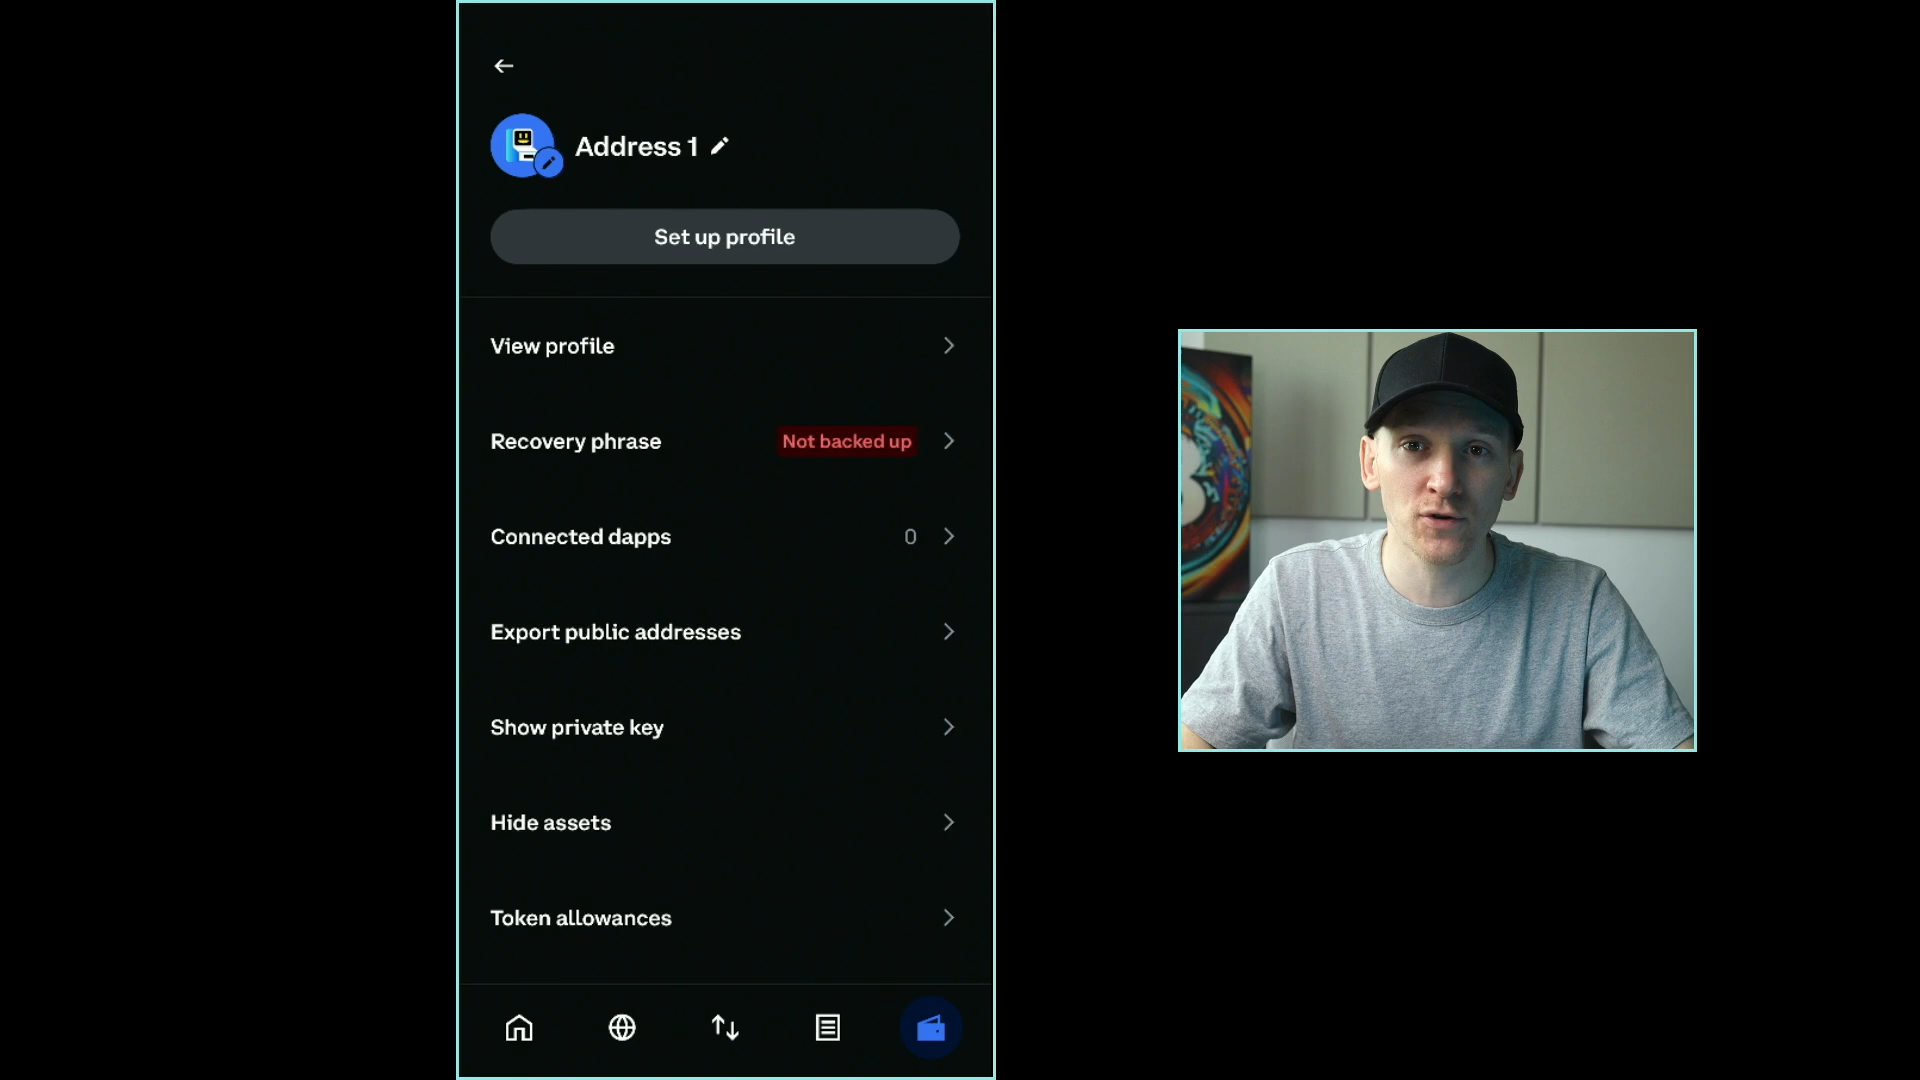 Address 1
Set up profile
View profile
Recovery phrase Not backed up
Connected dapps 0
Export public addresses
Show private key
Hide assets
Token allowances